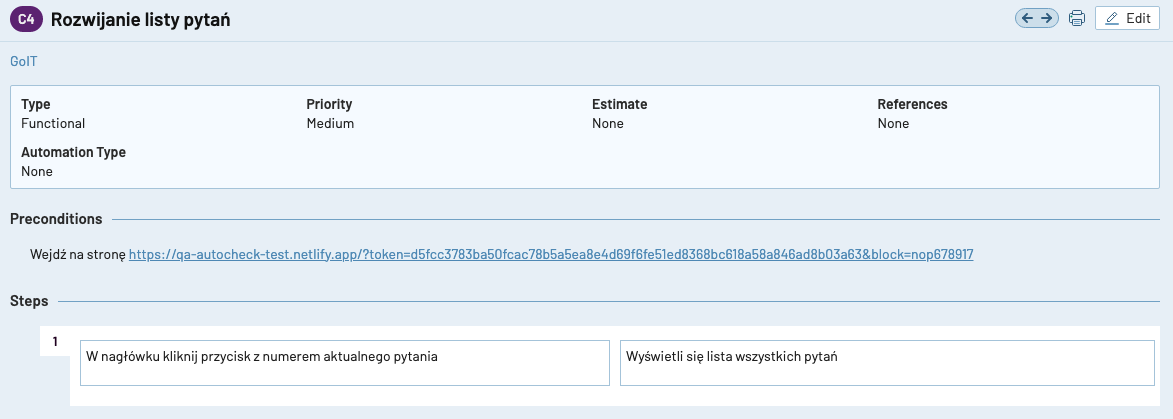 C4 Rozwijanie listy pytań
Edit
GoIT
Type Priority Estimate References
Functional Medium None None
Automation Type
None
Preconditions
Wejdź na stronę https://qa-autocheck-test.netlify.app/?token=d5fcc3783ba50fcac78b5a5ea8e4d69f6fe51ed8368bc618a58a846ad8b03a63&block=nop678917
Steps
1
W nagłówku kliknij przycisk z numerem aktualnego pytania
Wyświetli się lista wszystkich pytań